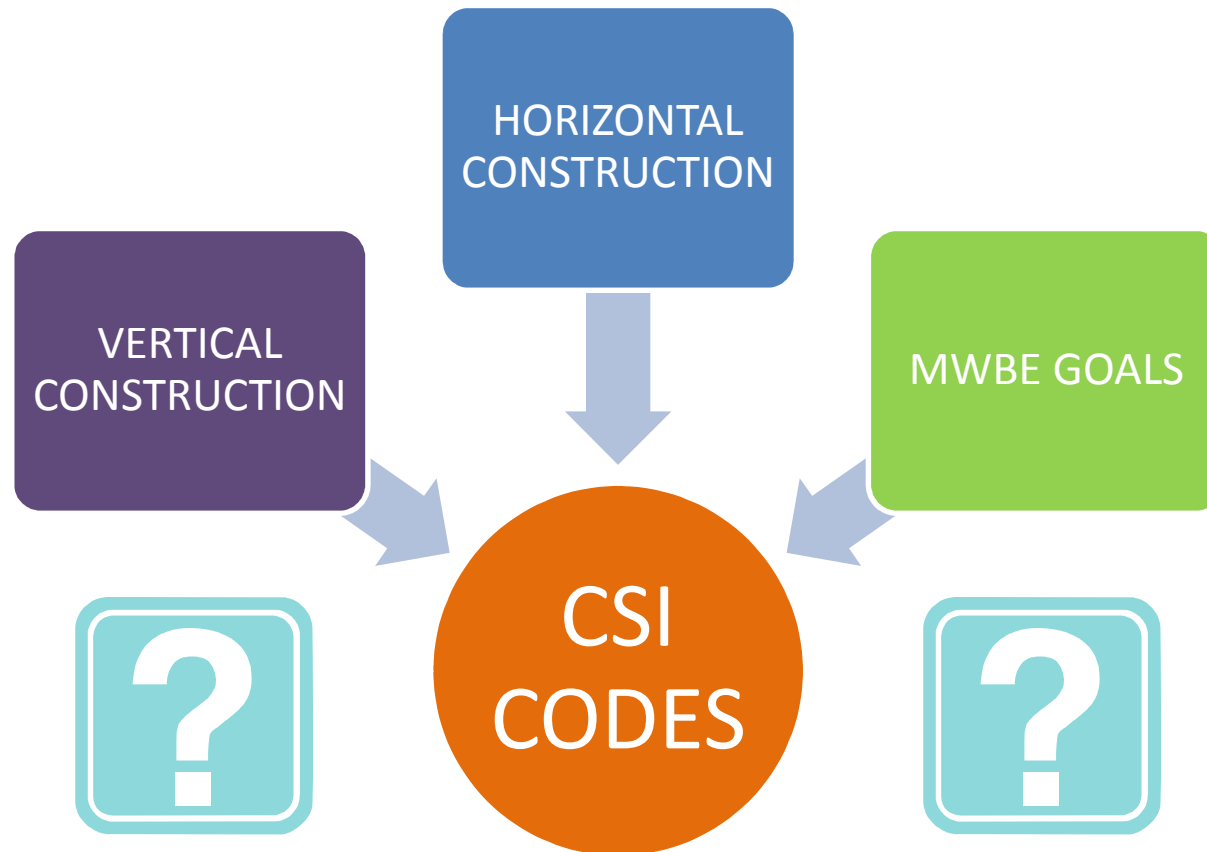 HORIZONTAL
CONSTRUCTION
VERTICAL
CONSTRUCTION
MWBE GOALS
CSI
CODES
?
?